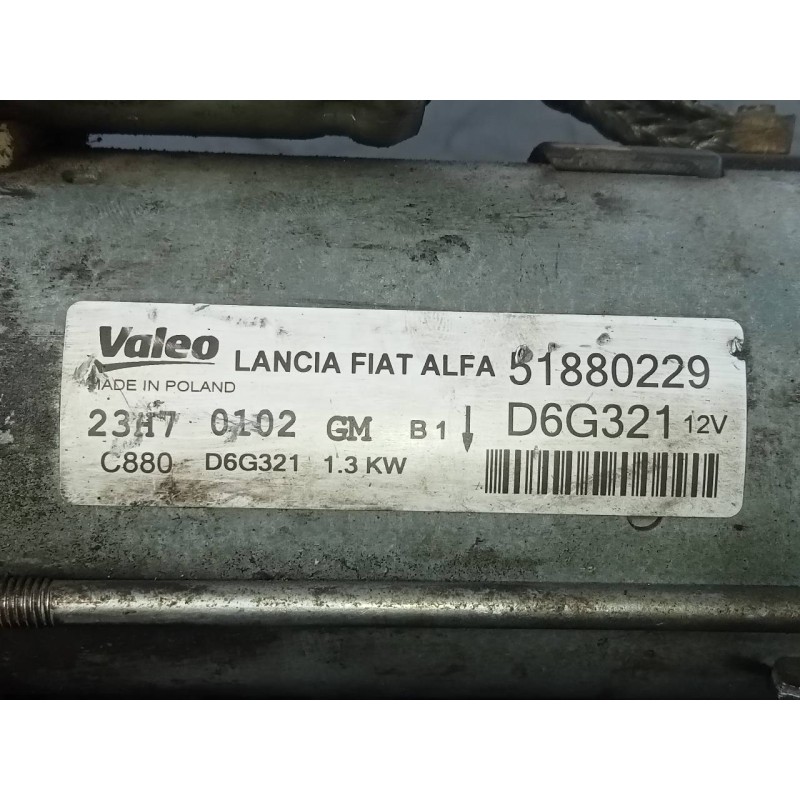 Valeo LANCIA FIAT ALFA 51880229
MADE IN POLAND
23H7 0102 GM B1 D6G321 12V
C880 D6G321 1.3 KW